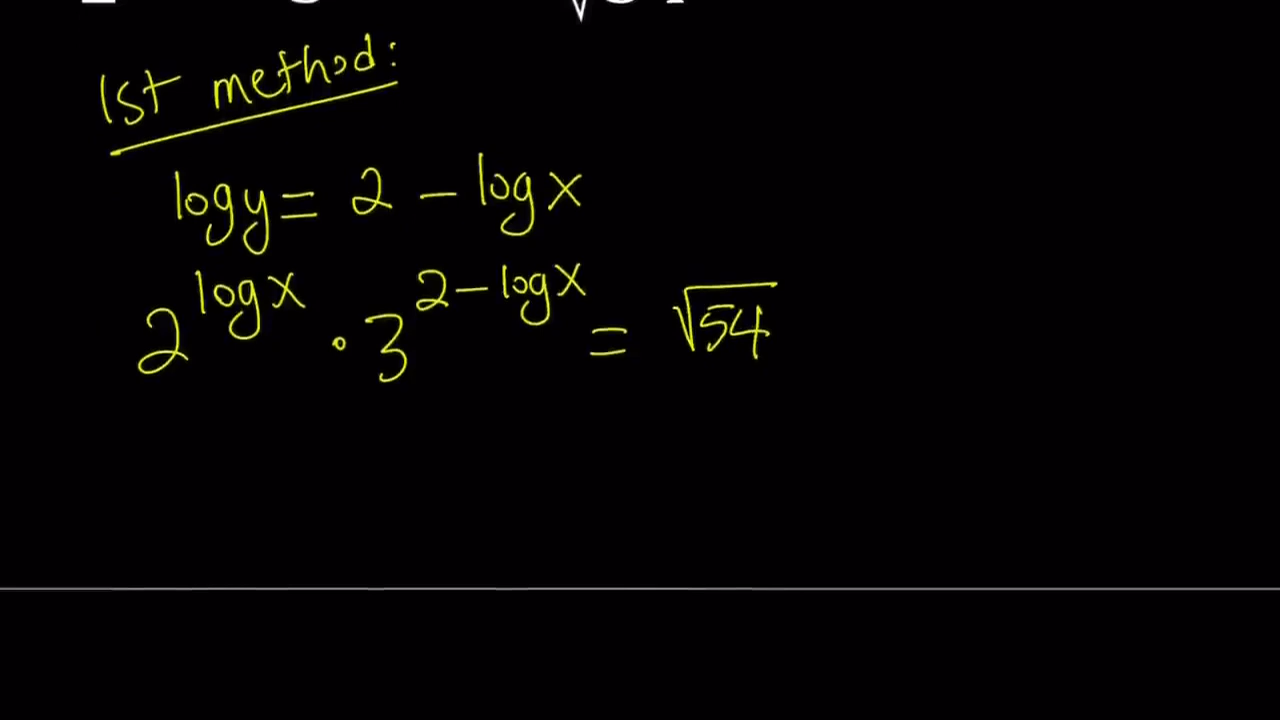 1st method:
log y = 2 - log x
2^{log x} · 3^{2 - log x} = √54